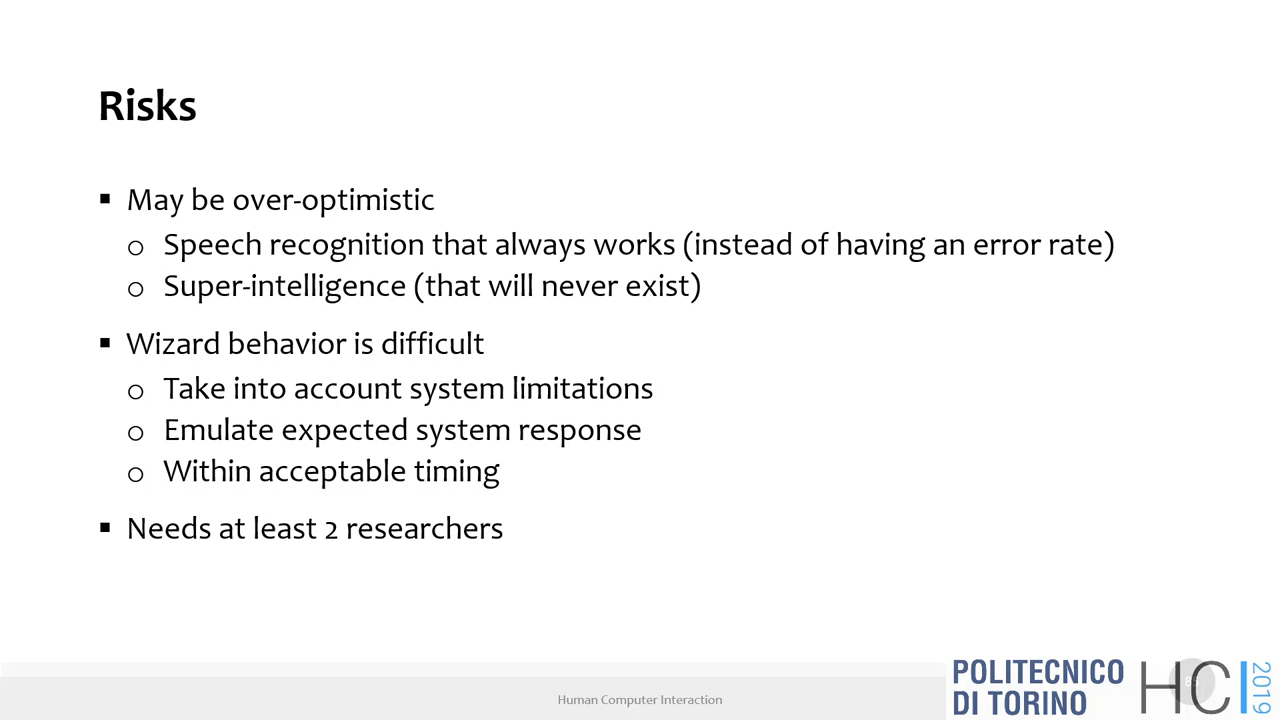 Risks
▪ May be over-optimistic
o Speech recognition that always works (instead of having an error rate)
o Super-intelligence (that will never exist)
▪ Wizard behavior is difficult
o Take into account system limitations
o Emulate expected system response
o Within acceptable timing
▪ Needs at least 2 researchers
Human Computer Interaction
POLITECNICO
DI TORINO
HCI
2019